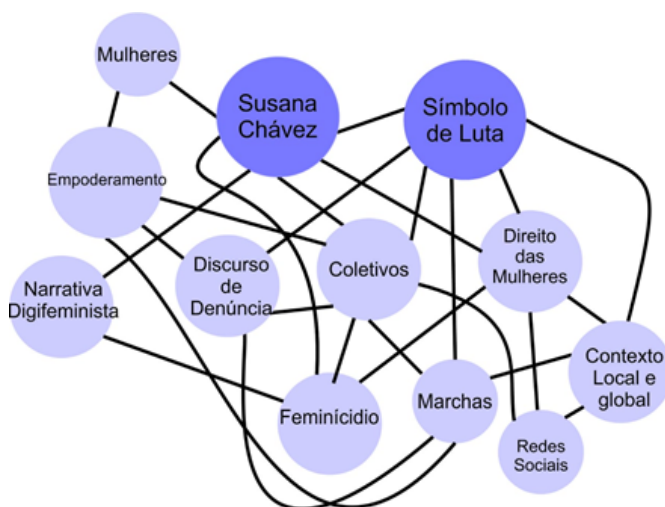 Mulheres
Susana
Chávez
Símbolo
de Luta
Empoderamento
Discurso
de
Denúncia
Coletivos
Direito
das
Mulheres
Narrativa
Digifeminista
Contexto
Local e
global
Feminícidio
Marchas
Redes
Sociais